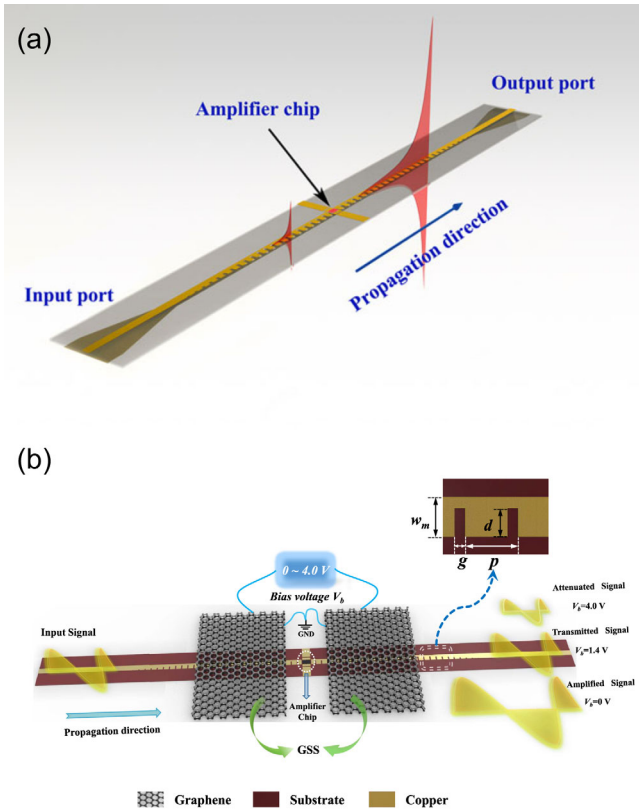 (a)
Output port
Amplifier chip
Propagation direction
Input port
(b)
w_m
d
g
p
0 ~ 4.0 V
Bias voltage V_b
GND
Attenuated Signal
V_b=4.0 V
Input Signal
Transmitted Signal
V_b=1.4 V
Amplified Signal
V_b=0 V
Amplifier
Chip
Propagation direction
GSS
Graphene
Substrate
Copper